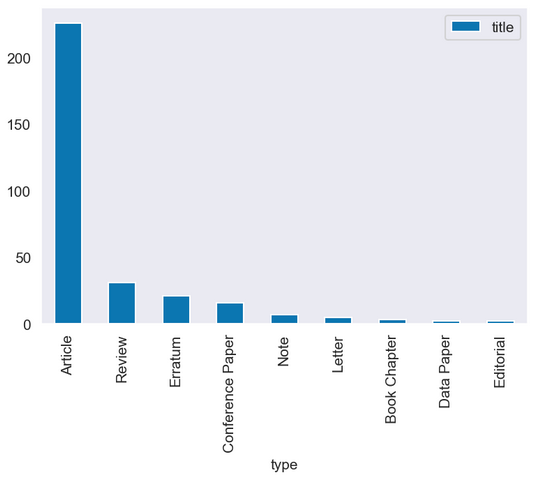 title
200
150
100
50
0
Article
Review
Erratum
Conference Paper
Note
Letter
Book Chapter
Data Paper
Editorial
type